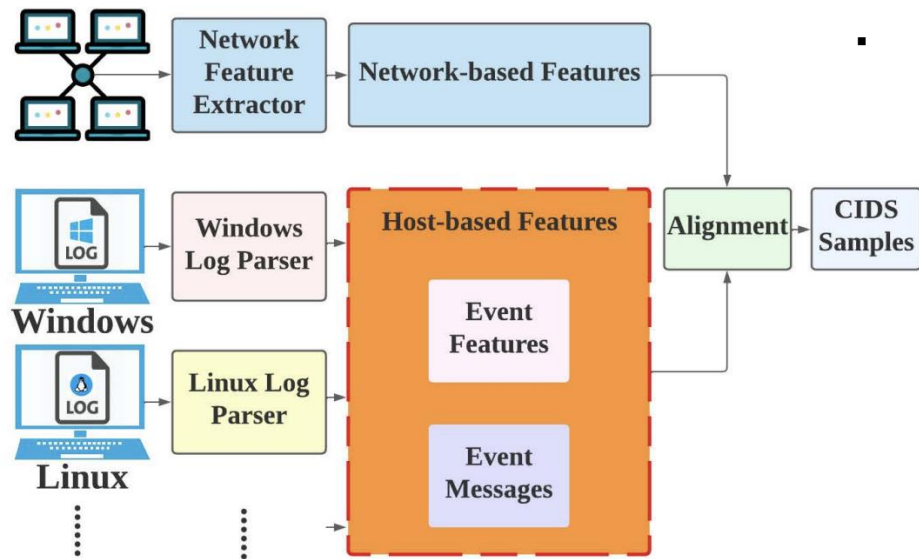 Network
Feature
Extractor
Network-based Features
LOG
Windows
Windows
Log Parser
Host-based Features
Event
Features
Event
Messages
Alignment
CIDS
Samples
LOG
Linux
Linux Log
Parser